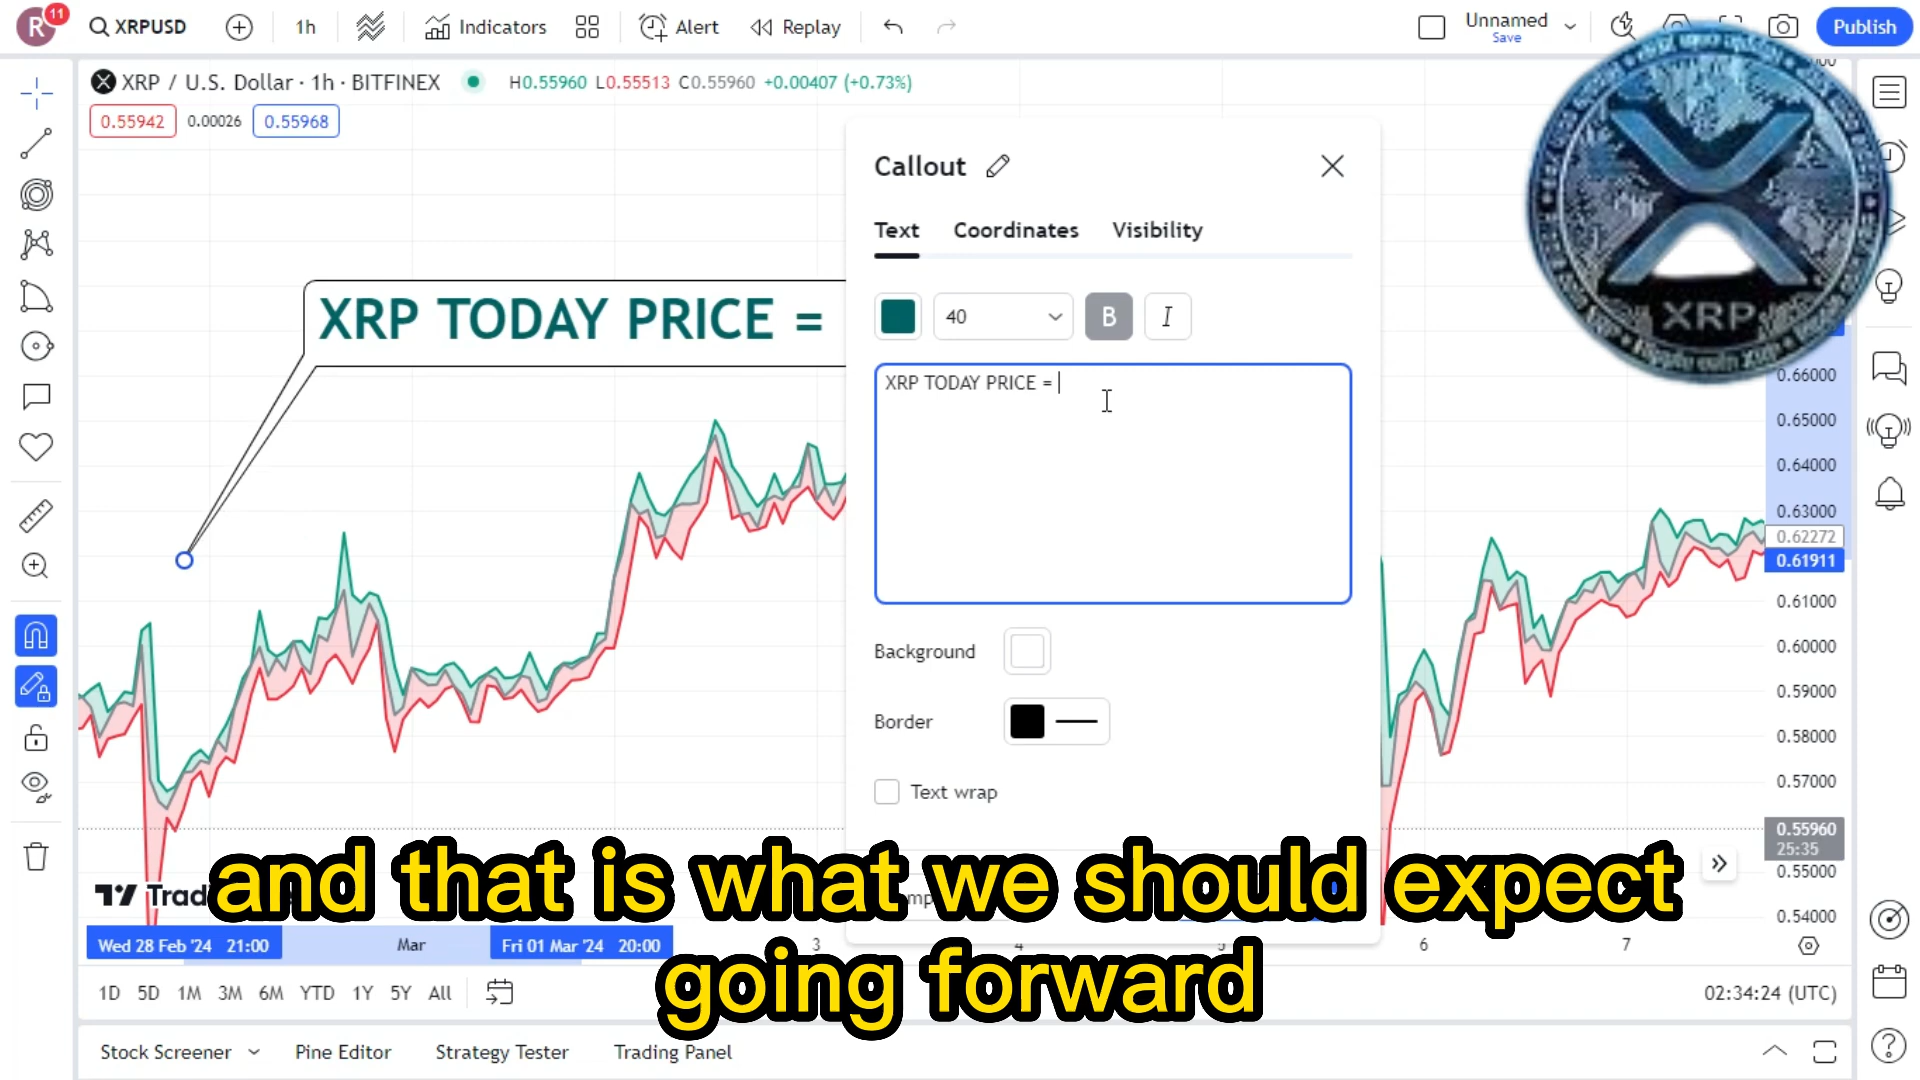 R 11 XRPUSD 1h Indicators Alert Replay Unnamed Save Publish
XRP / U.S. Dollar · 1h · BITFINEX H0.55960 L0.55513 C0.55960 +0.00407 (+0.73%)
0.55942 0.00026 0.55968
Callout
Text Coordinates Visibility
40 B I
XRP TODAY PRICE =
XRP TODAY PRICE =
XRP
Background
Border
Text wrap
0.66000
0.65000
0.64000
0.63000
0.62272
0.61911
0.61000
0.60000
0.59000
0.58000
0.57000
0.55960
25:35
0.55000
0.54000
and that is what we should expect
going forward
Wed 28 Feb '24 21:00 Mar Fri 01 Mar '24 20:00 3 4 5 6 7
1D 5D 1M 3M 6M YTD 1Y 5Y All 02:34:24 (UTC)
Stock Screener Pine Editor Strategy Tester Trading Panel